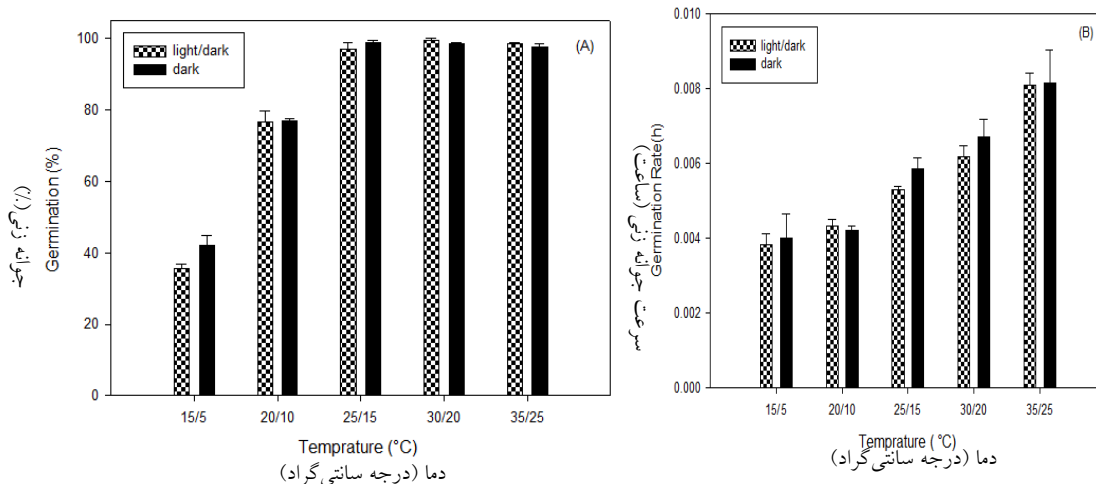 (A)
light/dark
dark
100
80
60
40
20
0
Germination (%)
جوانه زنی (%)
15/5 20/10 25/15 30/20 35/25
Temprature (°C)
دما (درجه سانتی‌گراد)
(B)
light/dark
dark
0.010
0.008
0.006
0.004
0.002
0.000
Germination Rate(h)
سرعت جوانه زنی (ساعت)
15/5 20/10 25/15 30/20 35/25
Temprature ( °C)
دما (درجه سانتی‌گراد)